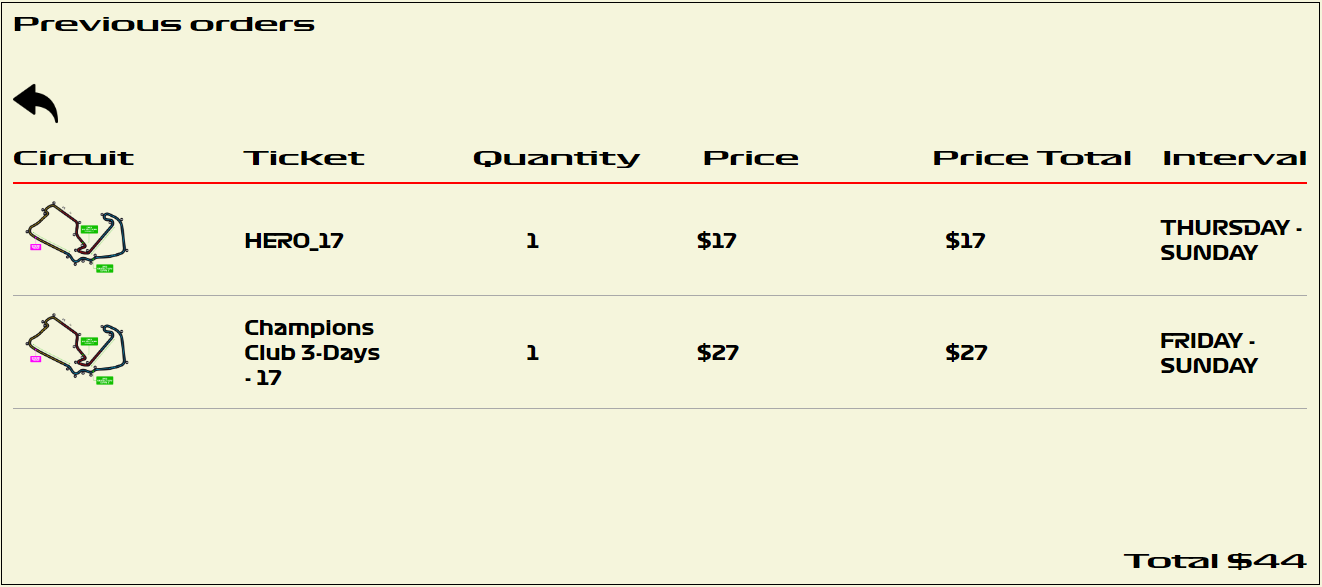 Previous orders
Circuit Ticket Quantity Price Price Total Interval
HERO_17 1 $17 $17 THURSDAY -
SUNDAY
Champions
Club 3-Days
- 17
1 $27 $27 FRIDAY -
SUNDAY
Total $44